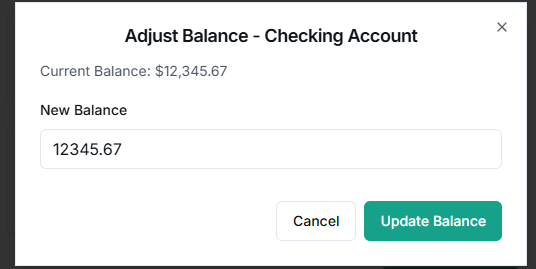 Adjust Balance - Checking Account
Current Balance: $12,345.67
New Balance
12345.67
Cancel
Update Balance